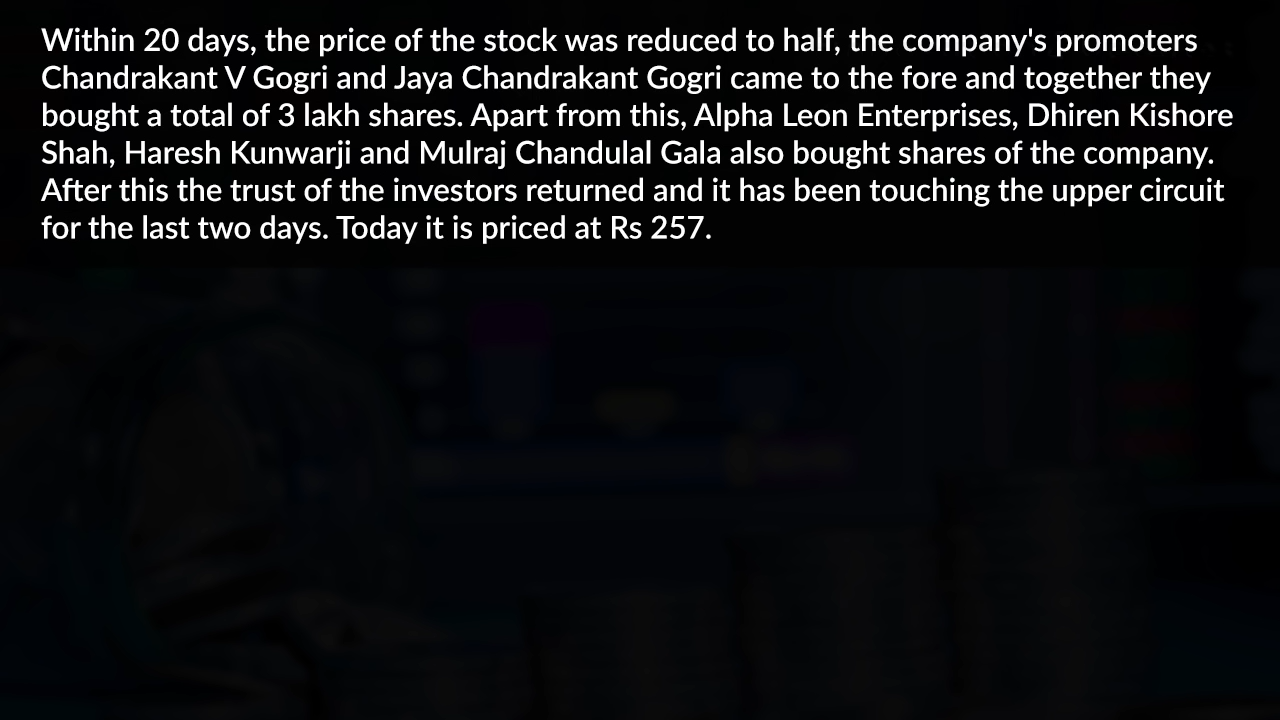 Within 20 days, the price of the stock was reduced to half, the company's promoters
Chandrakant V Gogri and Jaya Chandrakant Gogri came to the fore and together they
bought a total of 3 lakh shares. Apart from this, Alpha Leon Enterprises, Dhiren Kishore
Shah, Haresh Kunwarji and Mulraj Chandulal Gala also bought shares of the company.
After this the trust of the investors returned and it has been touching the upper circuit
for the last two days. Today it is priced at Rs 257.